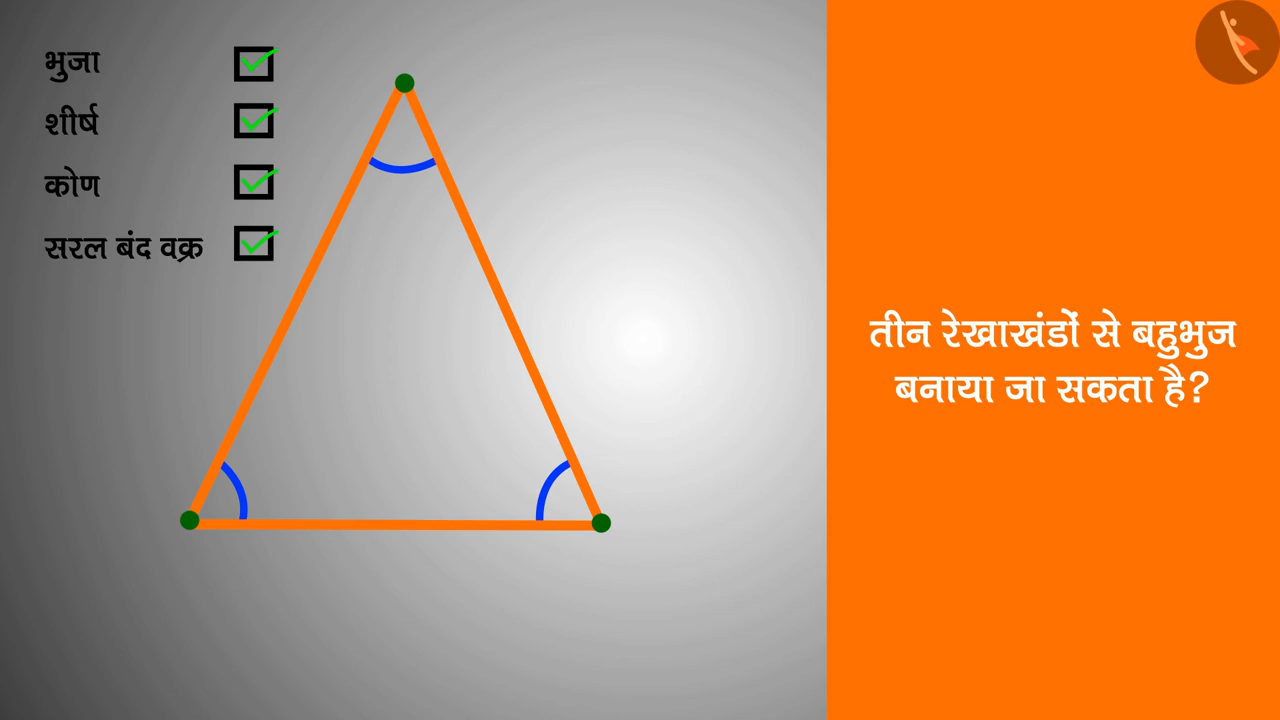 भुजा
शीर्ष
कोण
सरल बंद वक्र
तीन रेखाखंडों से बहुभुज
बनाया जा सकता है?